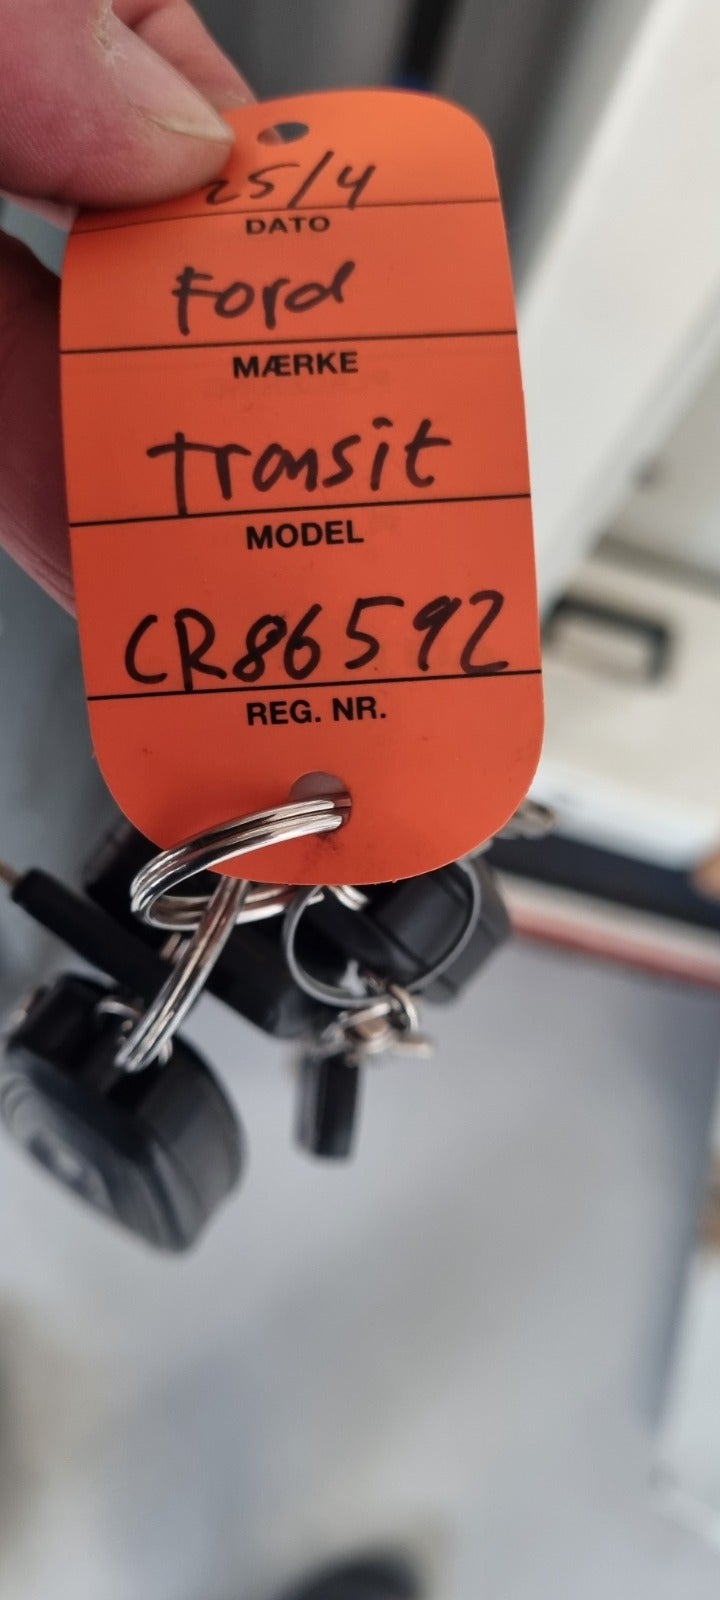 25/4
DATO
Ford
MÆRKE
Transit
MODEL
CR86592
REG. NR.